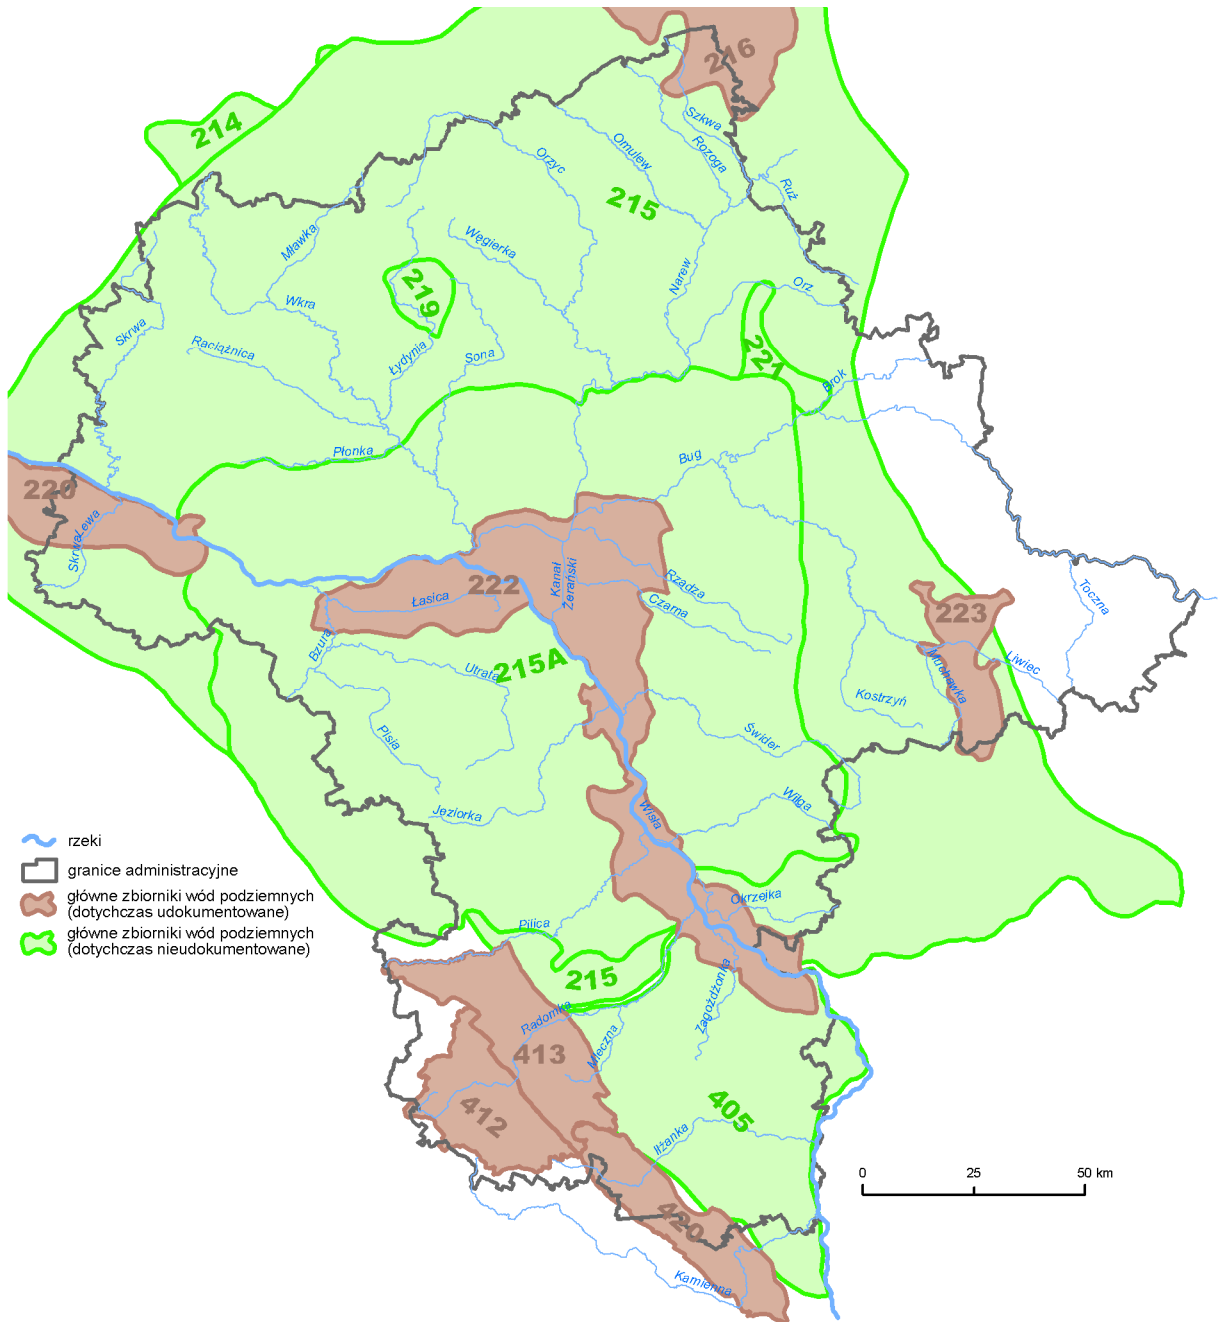 216
214
Szkwa
Rozoga
Omulew
Orzyc
Ruż
215
Mławka
Węgierka
Narew
Orz
219
Wkra
Skrwa
Raciążnica
Łydynia
Sona
221
Brok
Płonka
Bug
220
Skrwa Lewa
222
Kanał
Żerański
Łasica
Rządza
Czarna
Toczna
223
Bzura
Utrata
215A
Muchawka
Liwiec
Kostrzyń
Pisia
Świder
Jeziorka
Wisła
Wilga
rzeki
granice administracyjne
główne zbiorniki wód podziemnych
(dotychczas udokumentowane)
główne zbiorniki wód podziemnych
(dotychczas nieudokumentowane)
Okrzejka
Pilica
215
Zagożdżonka
Radomka
Mleczna
413
412
405
Iłżanka
0 25 50 km
420
Kamienna